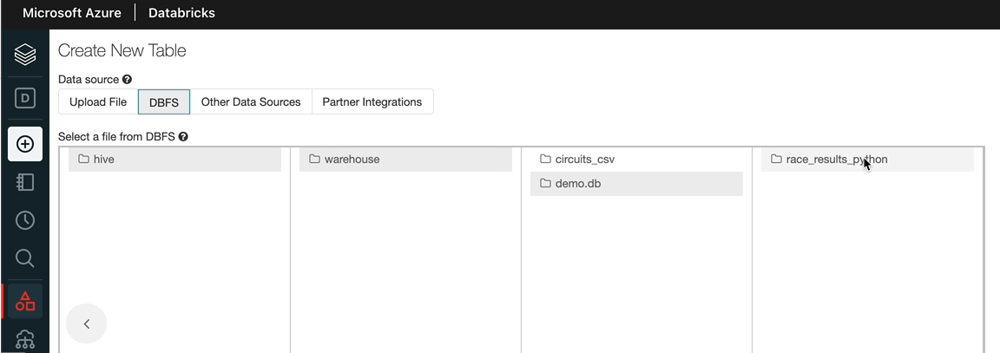 Microsoft Azure | Databricks
Create New Table
Data source ?
Upload File DBFS Other Data Sources Partner Integrations
Select a file from DBFS ?
hive warehouse circuits_csv race_results_python
demo.db
D